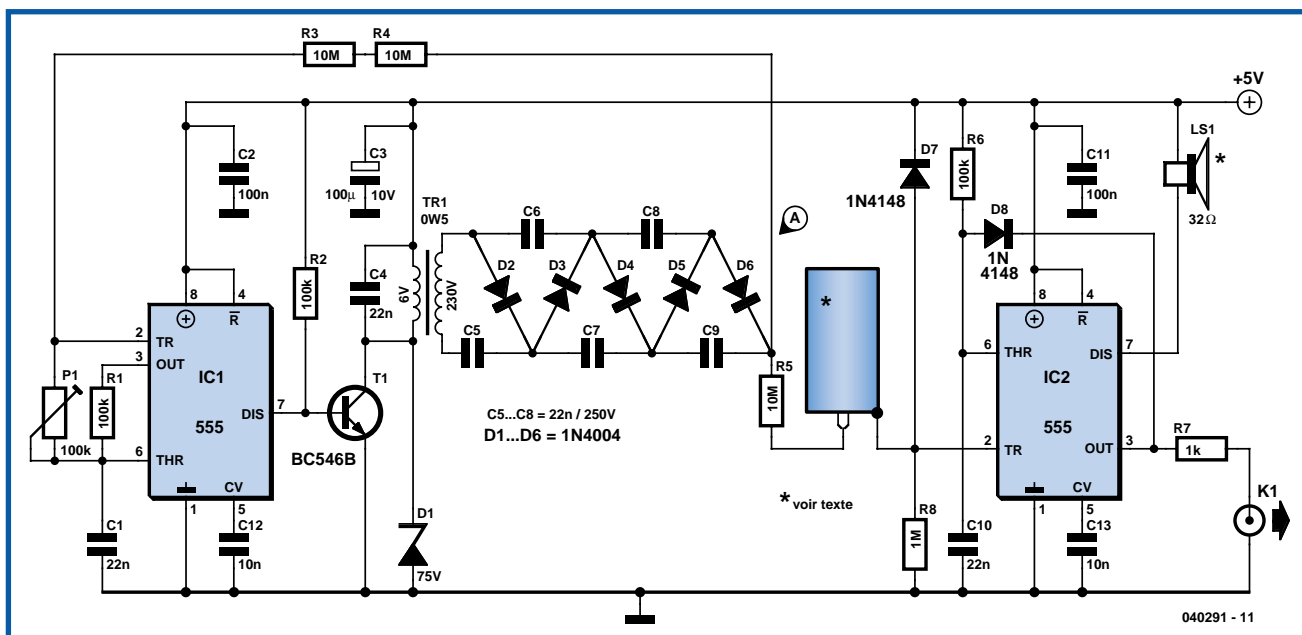 R3
10M
R4
10M
+5V
C2
100n
C3
100µ
10V
TR1
0W5
C6
C8
A
D7
1N4148
R6
100k
C11
100n
LS1
*
32Ω
D8
1N
4148
R2
100k
C4
22n
6V
230V
D2
D3
D4
D5
D6
C5
C7
C9
R5
10M
*
8
4
R
2
TR
3
OUT
IC1
555
DIS
7
6
THR
CV
1
5
P1
100k
R1
100k
T1
BC546B
C5...C8 = 22n / 250V
D1...D6 = 1N4004
* voir texte
8
4
R
6
THR
DIS
7
IC2
555
2
TR
OUT
3
CV
1
5
R7
1k
K1
C1
22n
C12
10n
D1
75V
R8
1M
C10
22n
C13
10n
040291 - 11